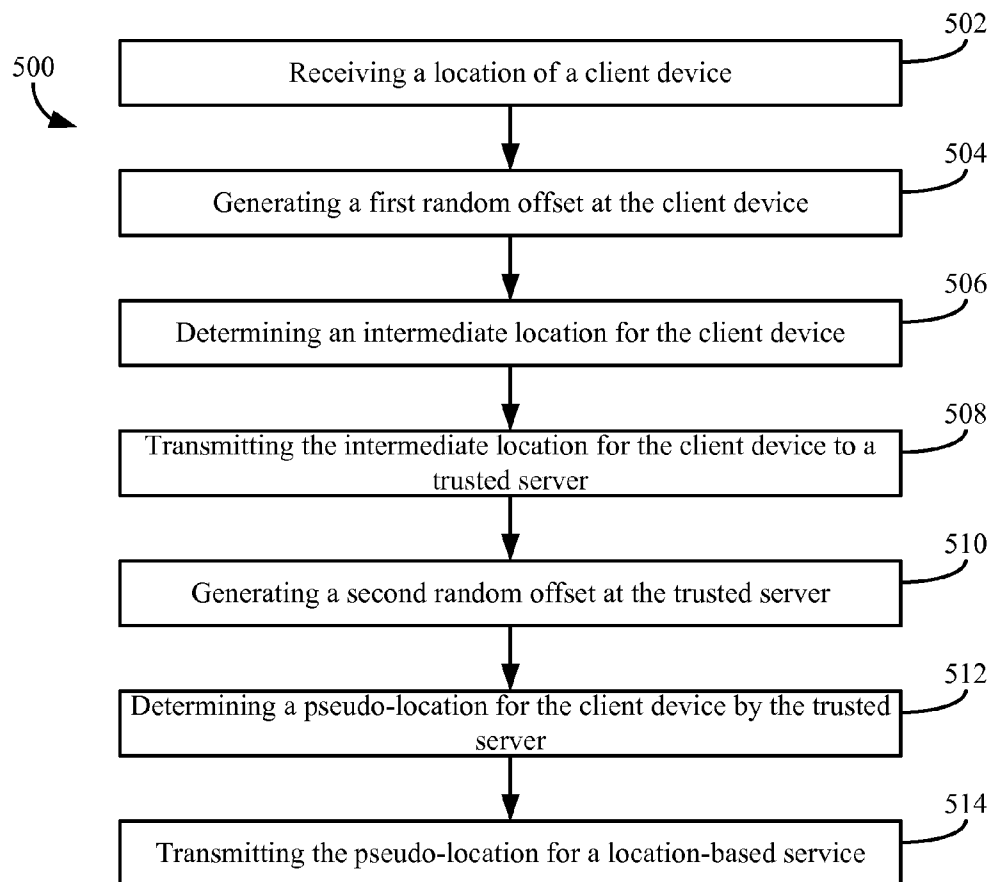 500
502
Receiving a location of a client device
504
Generating a first random offset at the client device
506
Determining an intermediate location for the client device
508
Transmitting the intermediate location for the client device to a
trusted server
510
Generating a second random offset at the trusted server
512
Determining a pseudo-location for the client device by the trusted
server
514
Transmitting the pseudo-location for a location-based service